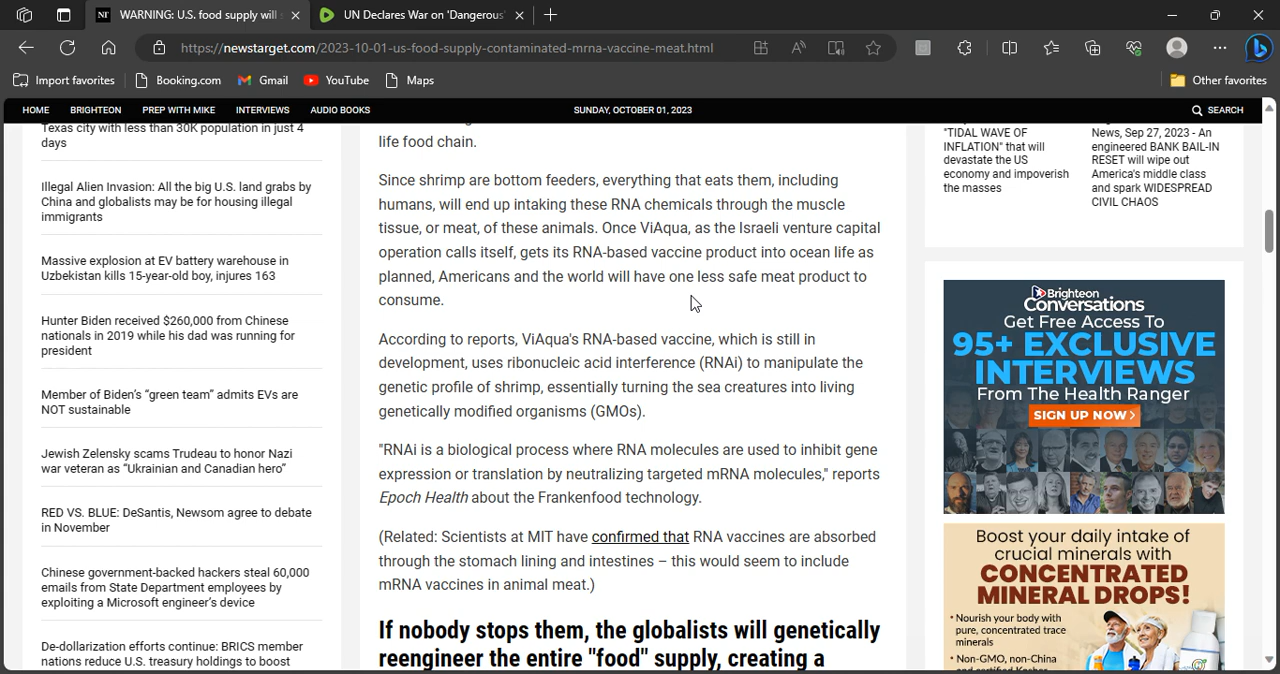 WARNING: U.S. food supply will
UN Declares War on 'Dangerous'
https://newstarget.com/2023-10-01-us-food-supply-contaminated-mrna-vaccine-meat.html
Import favorites
Booking.com
Gmail
YouTube
Maps
Other favorites
HOME
BRIGHTEON
PREP WITH MIKE
INTERVIEWS
AUDIO BOOKS
SUNDAY, OCTOBER 01, 2023
SEARCH
Texas city with less than 30K population in just 4
days
Illegal Alien Invasion: All the big U.S. land grabs by
China and globalists may be for housing illegal
immigrants
Massive explosion at EV battery warehouse in
Uzbekistan kills 15-year-old boy, injures 163
Hunter Biden received $260,000 from Chinese
nationals in 2019 while his dad was running for
president
Member of Biden's “green team” admits EVs are
NOT sustainable
Jewish Zelensky scams Trudeau to honor Nazi
war veteran as “Ukrainian and Canadian hero”
RED VS. BLUE: DeSantis, Newsom agree to debate
in November
Chinese government-backed hackers steal 60,000
emails from State Department employees by
exploiting a Microsoft engineer's device
De-dollarization efforts continue: BRICS member
nations reduce U.S. treasury holdings to boost
life food chain.
Since shrimp are bottom feeders, everything that eats them, including
humans, will end up intaking these RNA chemicals through the muscle
tissue, or meat, of these animals. Once ViAqua, as the Israeli venture capital
operation calls itself, gets its RNA-based vaccine product into ocean life as
planned, Americans and the world will have one less safe meat product to
consume.
According to reports, ViAqua's RNA-based vaccine, which is still in
development, uses ribonucleic acid interference (RNAi) to manipulate the
genetic profile of shrimp, essentially turning the sea creatures into living
genetically modified organisms (GMOs).
"RNAi is a biological process where RNA molecules are used to inhibit gene
expression or translation by neutralizing targeted mRNA molecules," reports
Epoch Health about the Frankenfood technology.
(Related: Scientists at MIT have confirmed that RNA vaccines are absorbed
through the stomach lining and intestines – this would seem to include
mRNA vaccines in animal meat.)
If nobody stops them, the globalists will genetically
reengineer the entire "food" supply, creating a
"TIDAL WAVE OF
INFLATION" that will
devastate the US
economy and impoverish
the masses
News, Sep 27, 2023 - An
engineered BANK BAIL-IN
RESET will wipe out
America's middle class
and spark WIDESPREAD
CIVIL CHAOS
Brighteon
Conversations
Get Free Access To
95+ EXCLUSIVE
INTERVIEWS
From The Health Ranger
SIGN UP NOW
Boost your daily intake of
crucial minerals with
CONCENTRATED
MINERAL DROPS!
• Nourish your body with
pure, concentrated trace
minerals
• Non-GMO, non-China
and certified Kosher